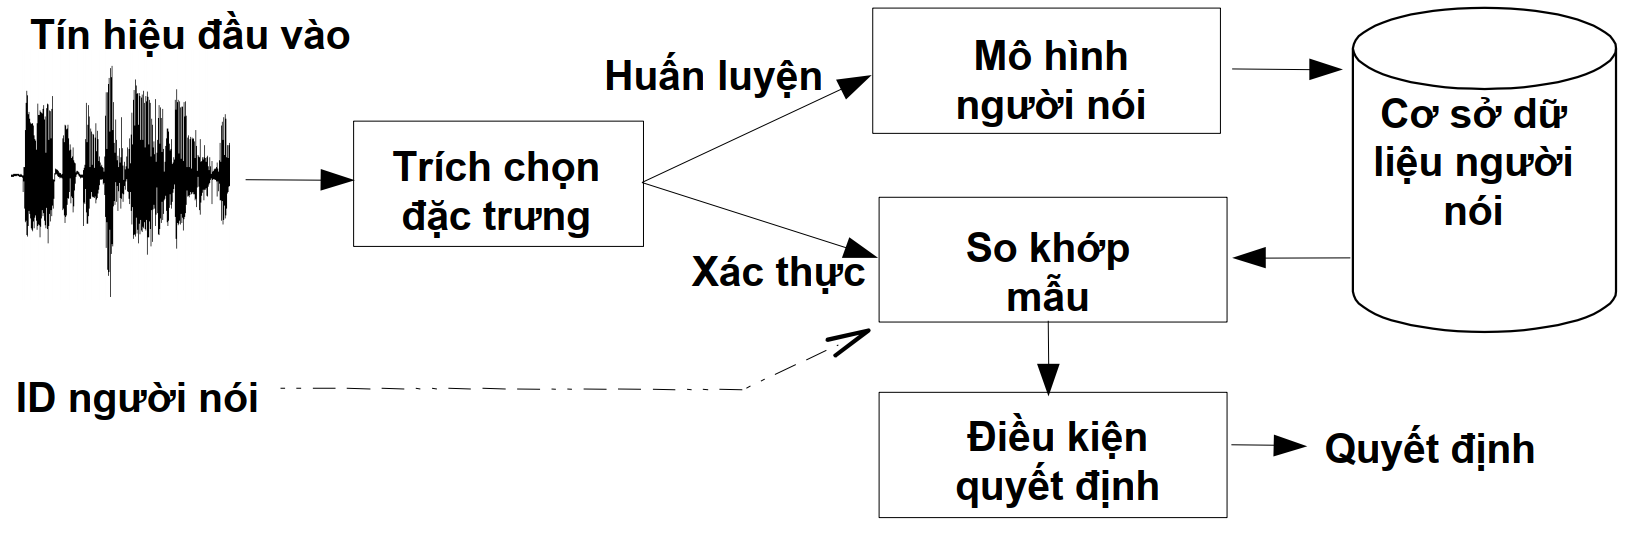 Tín hiệu đầu vào
Trích chọn
đặc trưng
Huấn luyện
Mô hình
người nói
Cơ sở dữ
liệu người
nói
Xác thực
So khớp
mẫu
ID người nói
Điều kiện
quyết định
Quyết định